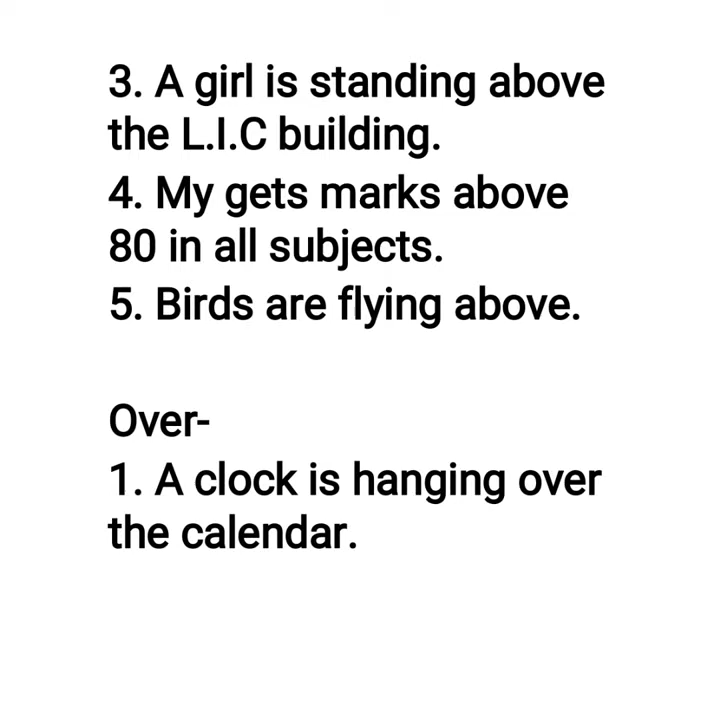 3. A girl is standing above
the L.I.C building.
4. My gets marks above
80 in all subjects.
5. Birds are flying above.
Over-
1. A clock is hanging over
the calendar.